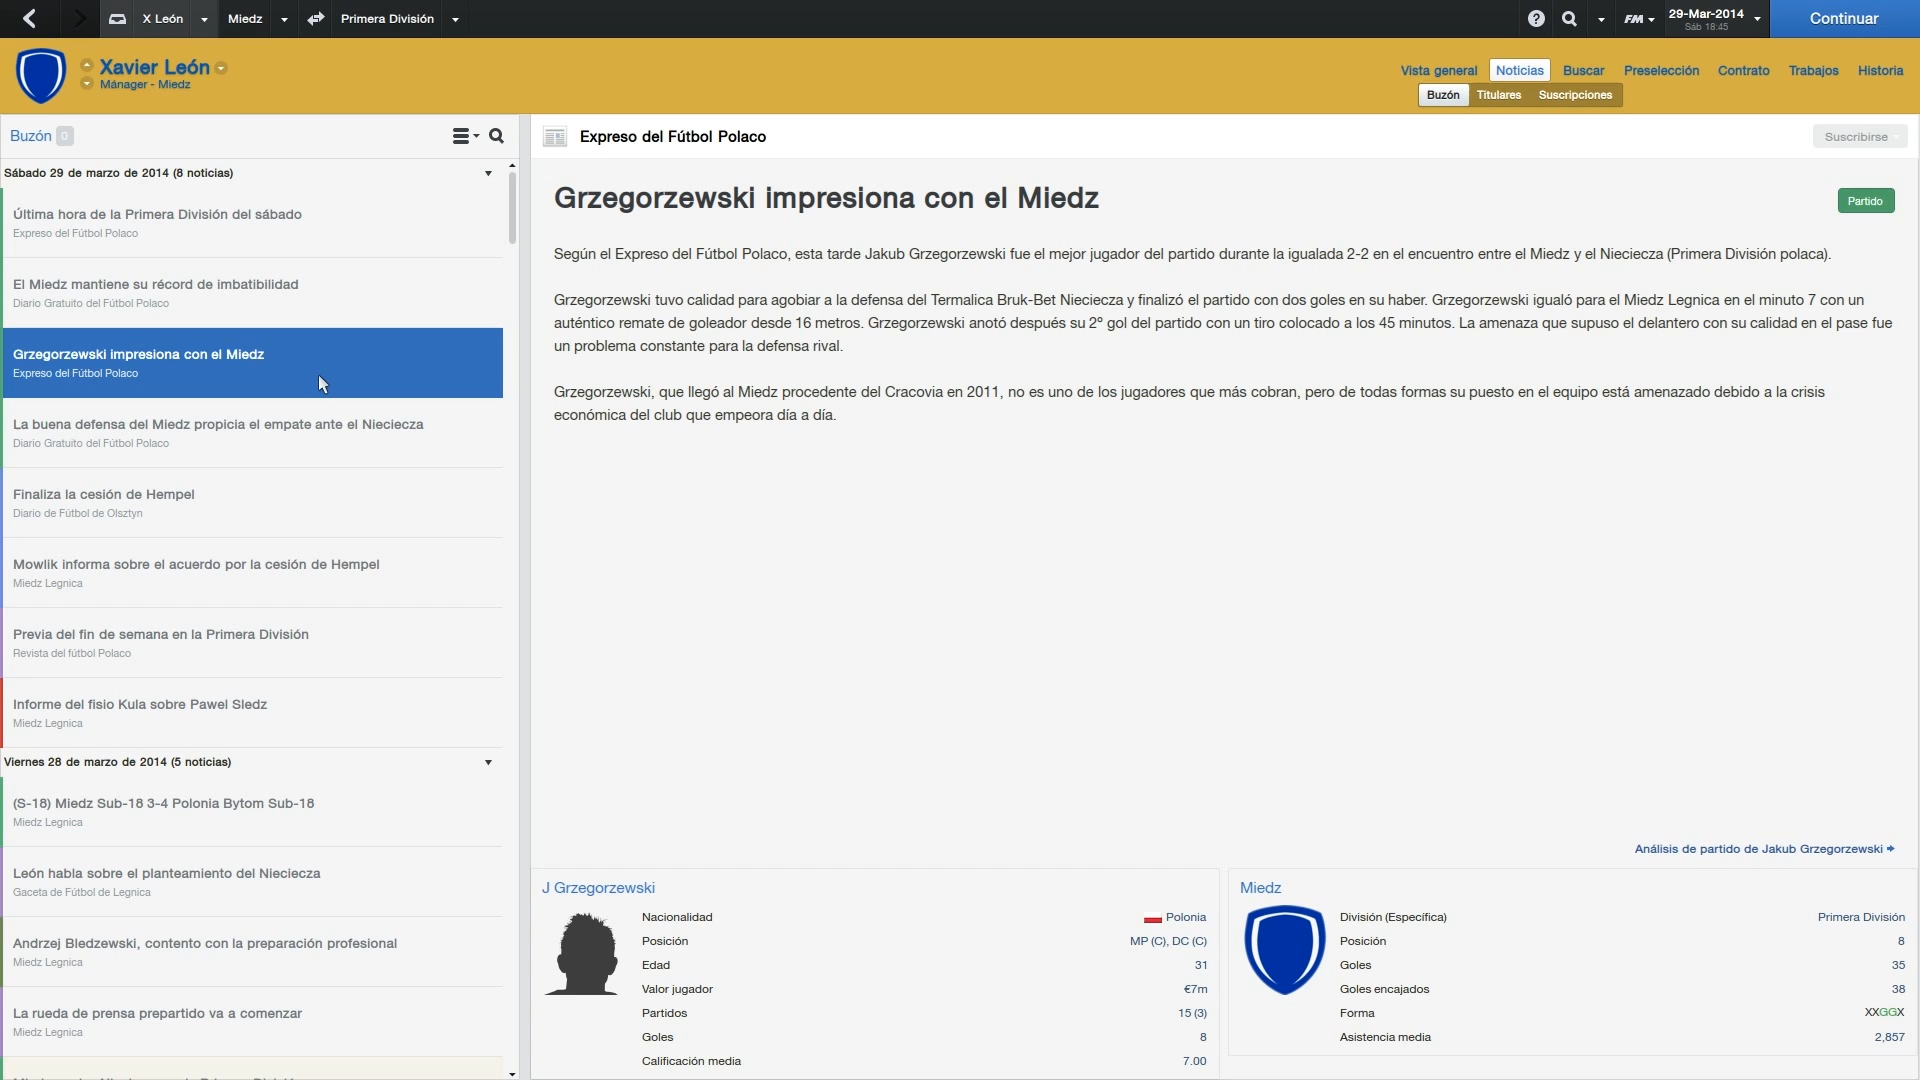 X León
Miedz
Primera División
FM
29-Mar-2014
Sáb 18:45
Continuar
Xavier León
Mánager - Miedz
Vista general
Noticias
Buscar
Preselección
Contrato
Trabajos
Historia
Buzón
Titulares
Suscripciones
Buzón 0
Sábado 29 de marzo de 2014 (8 noticias)
Última hora de la Primera División del sábado
Expreso del Fútbol Polaco
El Miedz mantiene su récord de imbatibilidad
Diario Gratuito del Fútbol Polaco
Grzegorzewski impresiona con el Miedz
Expreso del Fútbol Polaco
La buena defensa del Miedz propicia el empate ante el Nieciecza
Diario Gratuito del Fútbol Polaco
Finaliza la cesión de Hempel
Diario de Fútbol de Olsztyn
Mowlik informa sobre el acuerdo por la cesión de Hempel
Miedz Legnica
Previa del fin de semana en la Primera División
Revista del fútbol Polaco
Informe del fisio Kula sobre Pawel Sledz
Miedz Legnica
Viernes 28 de marzo de 2014 (5 noticias)
(S-18) Miedz Sub-18 3-4 Polonia Bytom Sub-18
Miedz Legnica
León habla sobre el planteamiento del Nieciecza
Gaceta de Fútbol de Legnica
Andrzej Bledzewski, contento con la preparación profesional
Miedz Legnica
La rueda de prensa prepartido va a comenzar
Miedz Legnica
Expreso del Fútbol Polaco
Suscribirse
Grzegorzewski impresiona con el Miedz
Partido
Según el Expreso del Fútbol Polaco, esta tarde Jakub Grzegorzewski fue el mejor jugador del partido durante la igualada 2-2 en el encuentro entre el Miedz y el Nieciecza (Primera División polaca).
Grzegorzewski tuvo calidad para agobiar a la defensa del Termalica Bruk-Bet Nieciecza y finalizó el partido con dos goles en su haber. Grzegorzewski igualó para el Miedz Legnica en el minuto 7 con un
auténtico remate de goleador desde 16 metros. Grzegorzewski anotó después su 2º gol del partido con un tiro colocado a los 45 minutos. La amenaza que supuso el delantero con su calidad en el pase fue
un problema constante para la defensa rival.
Grzegorzewski, que llegó al Miedz procedente del Cracovia en 2011, no es uno de los jugadores que más cobran, pero de todas formas su puesto en el equipo está amenazado debido a la crisis
económica del club que empeora día a día.
Análisis de partido de Jakub Grzegorzewski
J Grzegorzewski
Nacionalidad Polonia
Posición MP (C), DC (C)
Edad 31
Valor jugador €7m
Partidos 15 (3)
Goles 8
Calificación media 7.00
Miedz
División (Específica) Primera División
Posición 8
Goles 35
Goles encajados 38
Forma XXGGX
Asistencia media 2,857